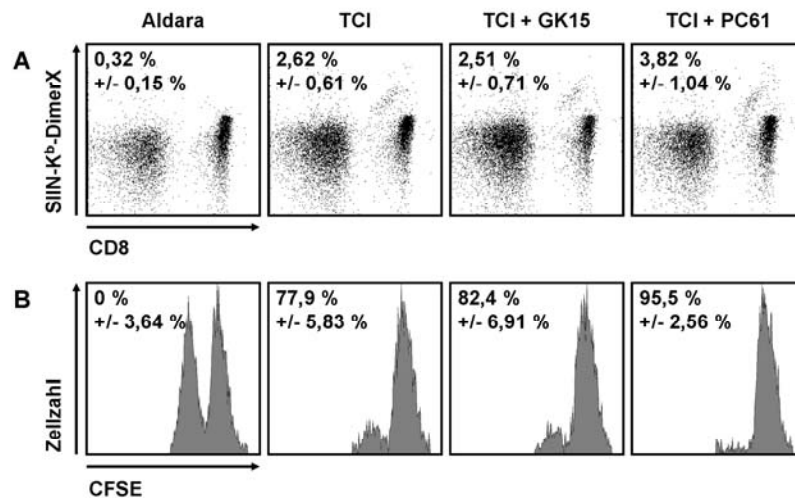 Aldara TCI TCI + GK15 TCI + PC61
A
SIIN-Kᵇ-DimerX
0,32 %
+/- 0,15 %
2,62 %
+/- 0,61 %
2,51 %
+/- 0,71 %
3,82 %
+/- 1,04 %
CD8
B
Zellzahl
0 %
+/- 3,64 %
77,9 %
+/- 5,83 %
82,4 %
+/- 6,91 %
95,5 %
+/- 2,56 %
CFSE